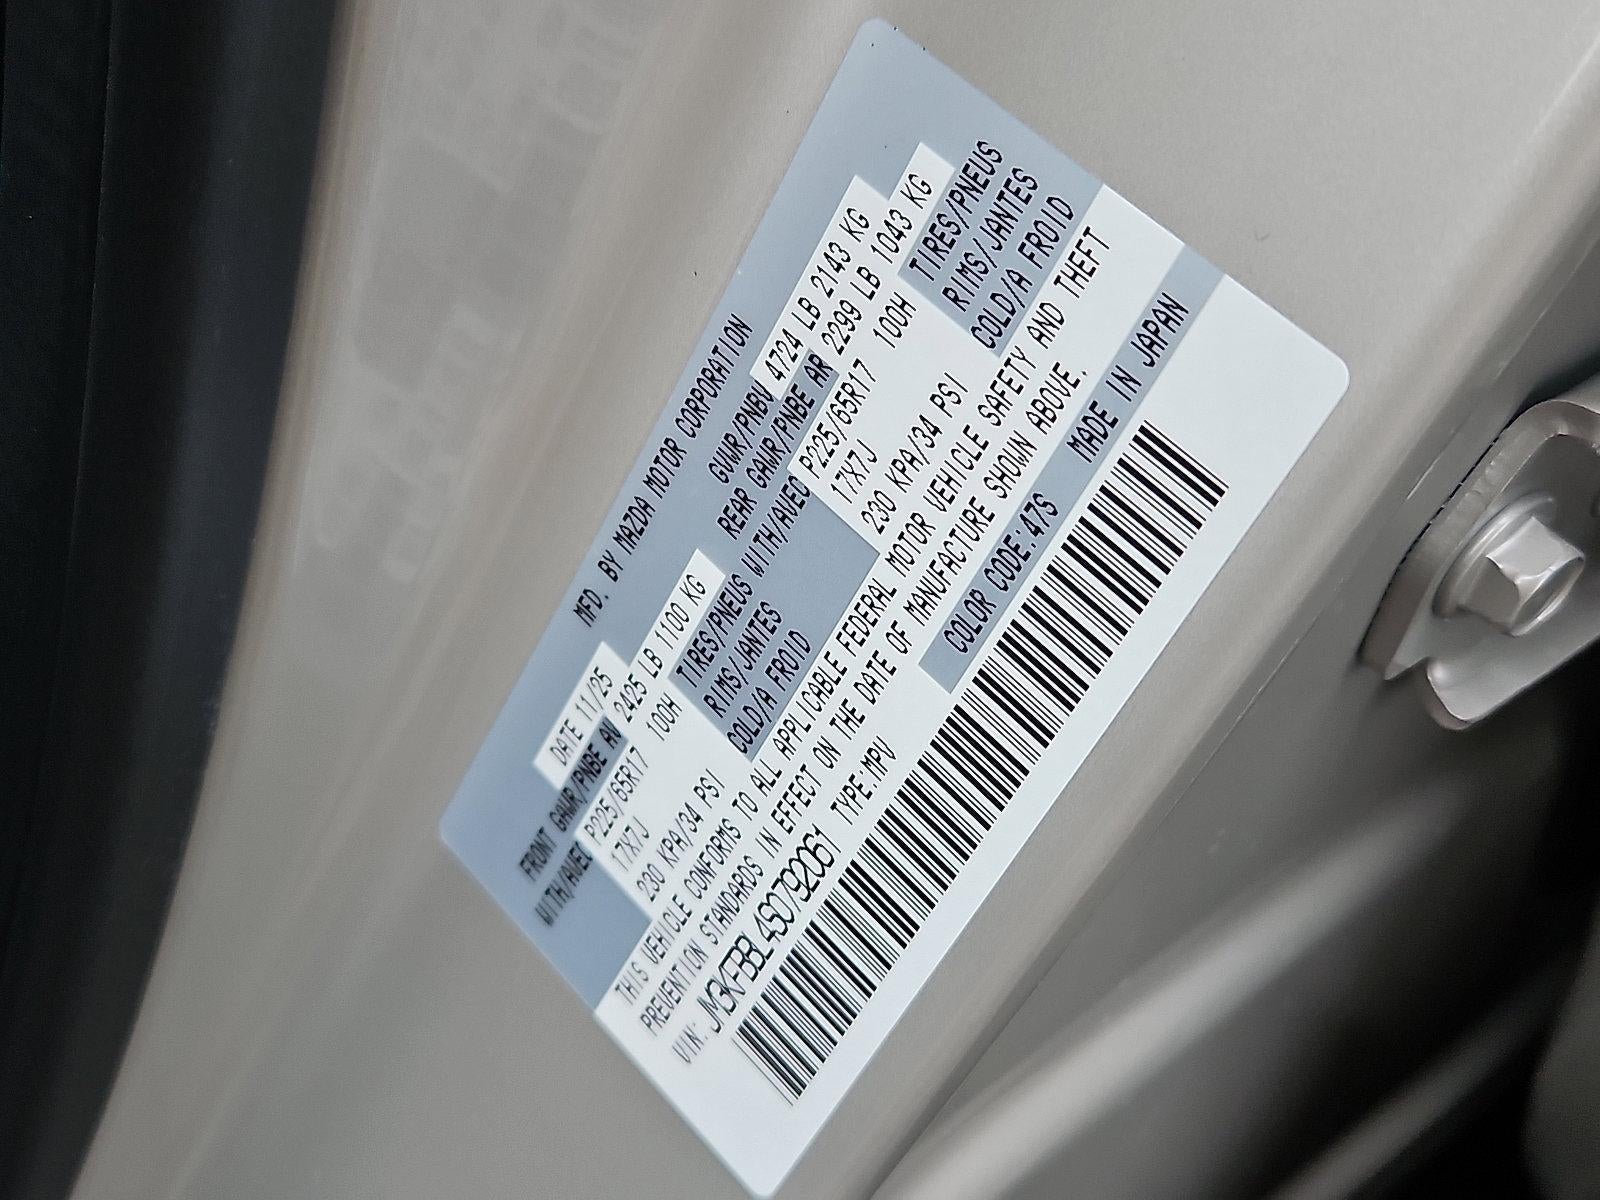 MFD. BY MAZDA MOTOR CORPORATION
DATE 11/25 GVWR/PNBV 4724 LB 2143 KG
FRONT GAWR/PNBE AV 2425 LB 1100 KG REAR GAWR/PNBE AR 2299 LB 1043 KG
WITH/AVEC P225/65R17 100H TIRES/PNEUS WITH/AVEC P225/65R17 100H TIRES/PNEUS
17X7J RIMS/JANTES 17X7J RIMS/JANTES
230 KPA/34 PSI COLD/A FROID 230 KPA/34 PSI COLD/A FROID
THIS VEHICLE CONFORMS TO ALL APPLICABLE FEDERAL MOTOR VEHICLE SAFETY AND THEFT
PREVENTION STANDARDS IN EFFECT ON THE DATE OF MANUFACTURE SHOWN ABOVE.
VIN: JM3KFBBL4S0792061 TYPE:MPV COLOR CODE:47S MADE IN JAPAN